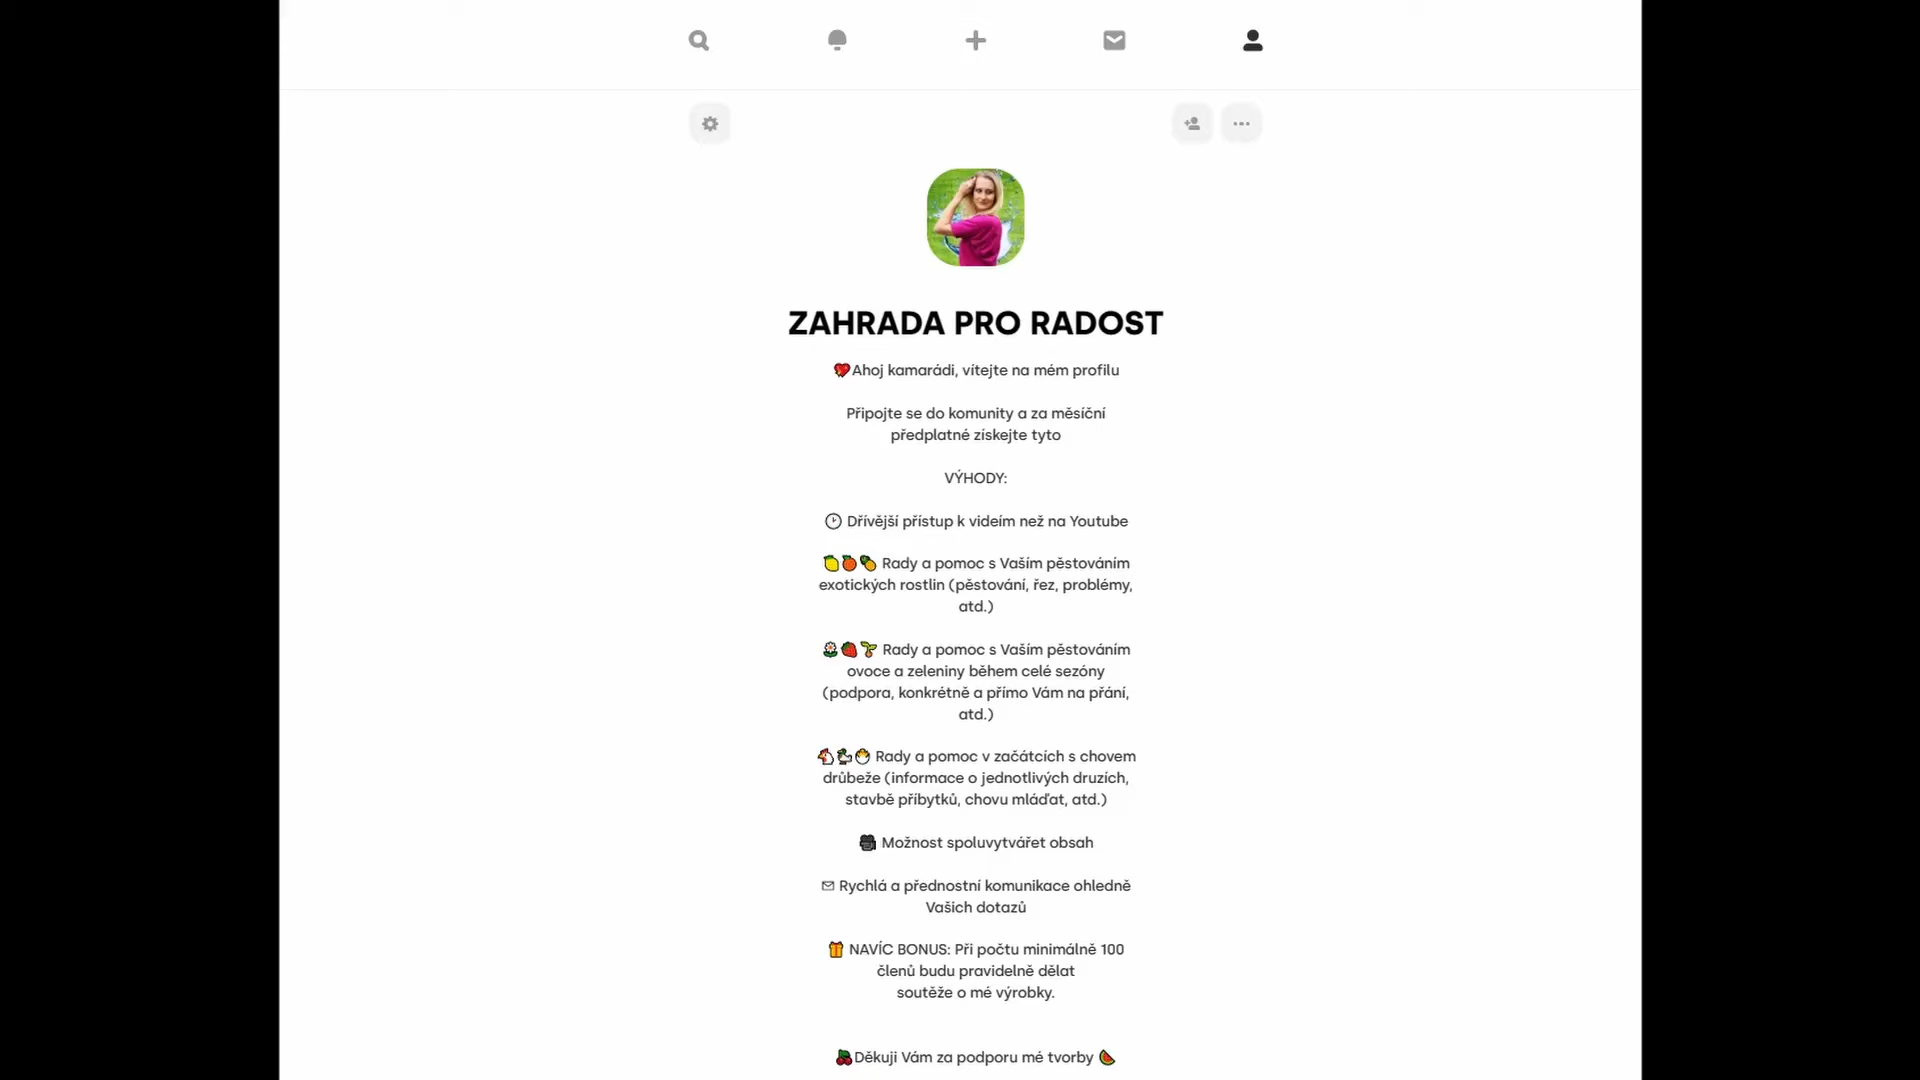 ZAHRADA PRO RADOST
💖Ahoj kamarádi, vítejte na mém profilu
Připojte se do komunity a za měsíční
předplatné získejte tyto
VÝHODY:
🕑 Dřívější přístup k videím než na Youtube
🍋🍊🍍 Rady a pomoc s Vaším pěstováním
exotických rostlin (pěstování, řez, problémy,
atd.)
🌼🍓🌱 Rady a pomoc s Vaším pěstováním
ovoce a zeleniny během celé sezóny
(podpora, konkrétně a přímo Vám na přání,
atd.)
🐔🦆🐣 Rady a pomoc v začátcích s chovem
drůbeže (informace o jednotlivých druzích,
stavbě příbytků, chovu mláďat, atd.)
🎥 Možnost spoluvytvářet obsah
✉ Rychlá a přednostní komunikace ohledně
Vašich dotazů
🎁 NAVÍC BONUS: Při počtu minimálně 100
členů budu pravidelně dělat
soutěže o mé výrobky.
🍒Děkuji Vám za podporu mé tvorby 🍉